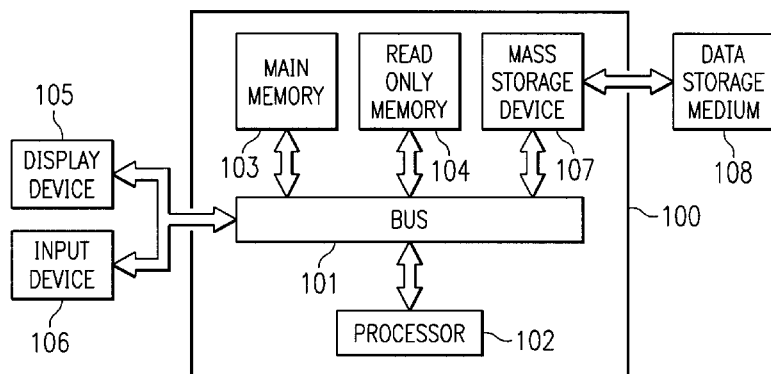 MAIN
MEMORY
103
READ
ONLY
MEMORY
104
MASS
STORAGE
DEVICE
107
DATA
STORAGE
MEDIUM
108
105
DISPLAY
DEVICE
INPUT
DEVICE
106
BUS
101
100
PROCESSOR
102